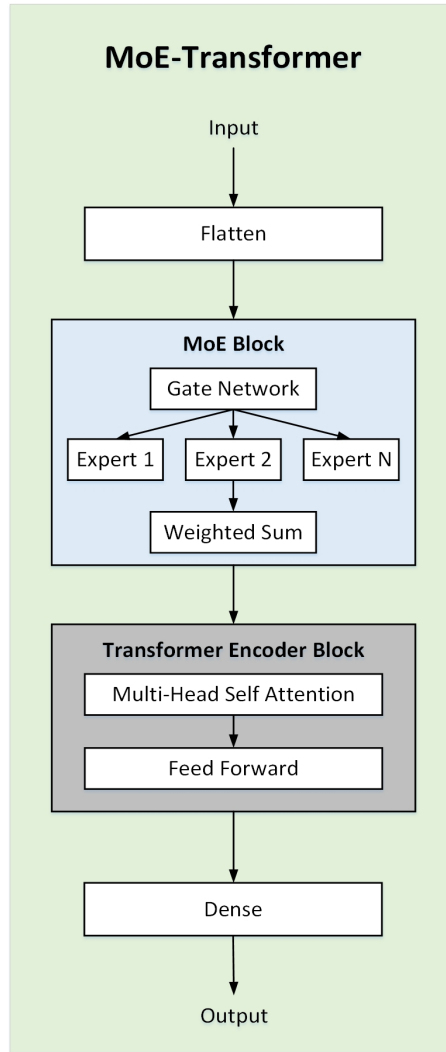 MoE-Transformer
Input
Flatten
MoE Block
Gate Network
Expert 1
Expert 2
Expert N
Weighted Sum
Transformer Encoder Block
Multi-Head Self Attention
Feed Forward
Dense
Output